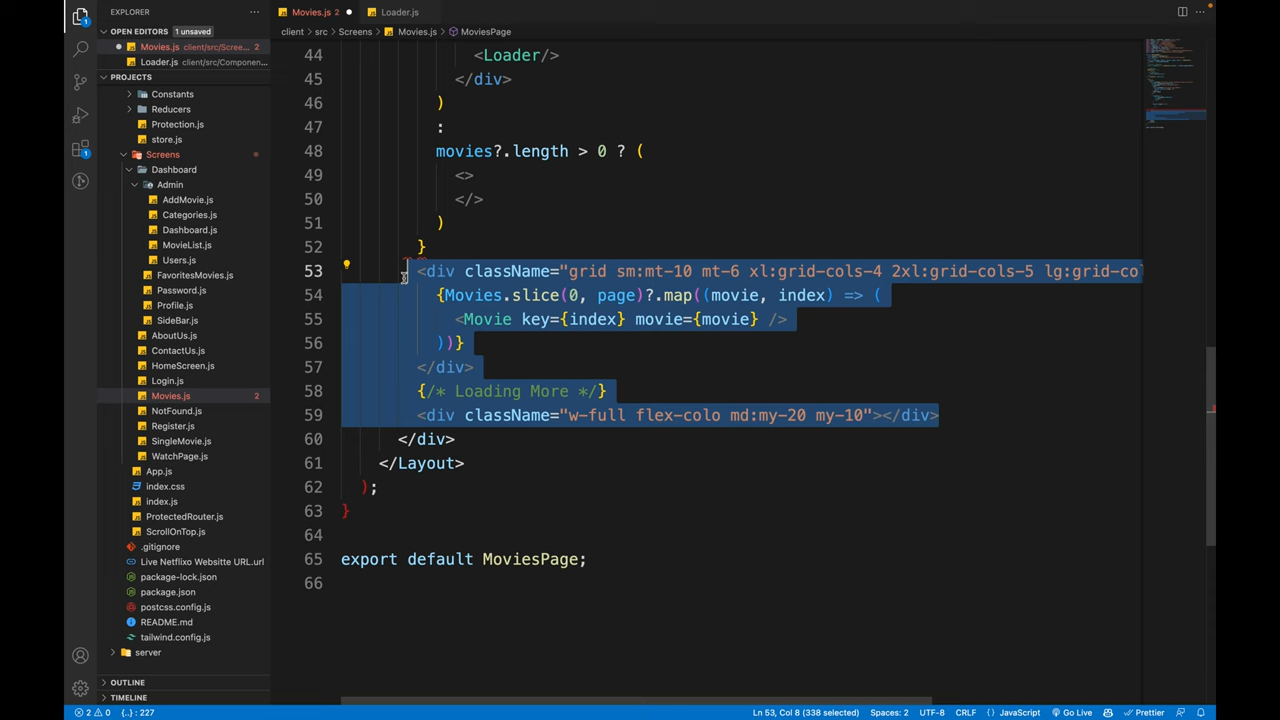 EXPLORER
OPEN EDITORS 1 unsaved
Movies.js client/src/Scree... 2
Loader.js client/src/Componen...
PROJECTS
Constants
Reducers
Protection.js
store.js
Screens
Dashboard
Admin
AddMovie.js
Categories.js
Dashboard.js
MovieList.js
Users.js
FavoritesMovies.js
Password.js
Profile.js
SideBar.js
AboutUs.js
ContactUs.js
HomeScreen.js
Login.js
Movies.js 2
NotFound.js
Register.js
SingleMovie.js
WatchPage.js
App.js
index.css
index.js
ProtectedRouter.js
ScrollOnTop.js
.gitignore
Live Netflixo Websitte URL.url
package-lock.json
package.json
postcss.config.js
README.md
tailwind.config.js
server
OUTLINE
TIMELINE
Movies.js 2
Loader.js
client > src > Screens > Movies.js > MoviesPage
44 <Loader/>
45 </div>
46 )
47 :
48 movies?.length > 0 ? (
49 <>
50 </>
51 )
52 }
53 <div className="grid sm:mt-10 mt-6 xl:grid-cols-4 2xl:grid-cols-5 lg:grid-col
54 {Movies.slice(0, page)?.map((movie, index) => (
55 <Movie key={index} movie={movie} />
56 ))}
57 </div>
58 {/* Loading More */}
59 <div className="w-full flex-colo md:my-20 my-10"></div>
60 </div>
61 </Layout>
62 );
63 }
64
65 export default MoviesPage;
66
1
1
2 0 {..} : 227
Ln 53, Col 8 (338 selected) Spaces: 2 UTF-8 CRLF {} JavaScript Go Live Prettier